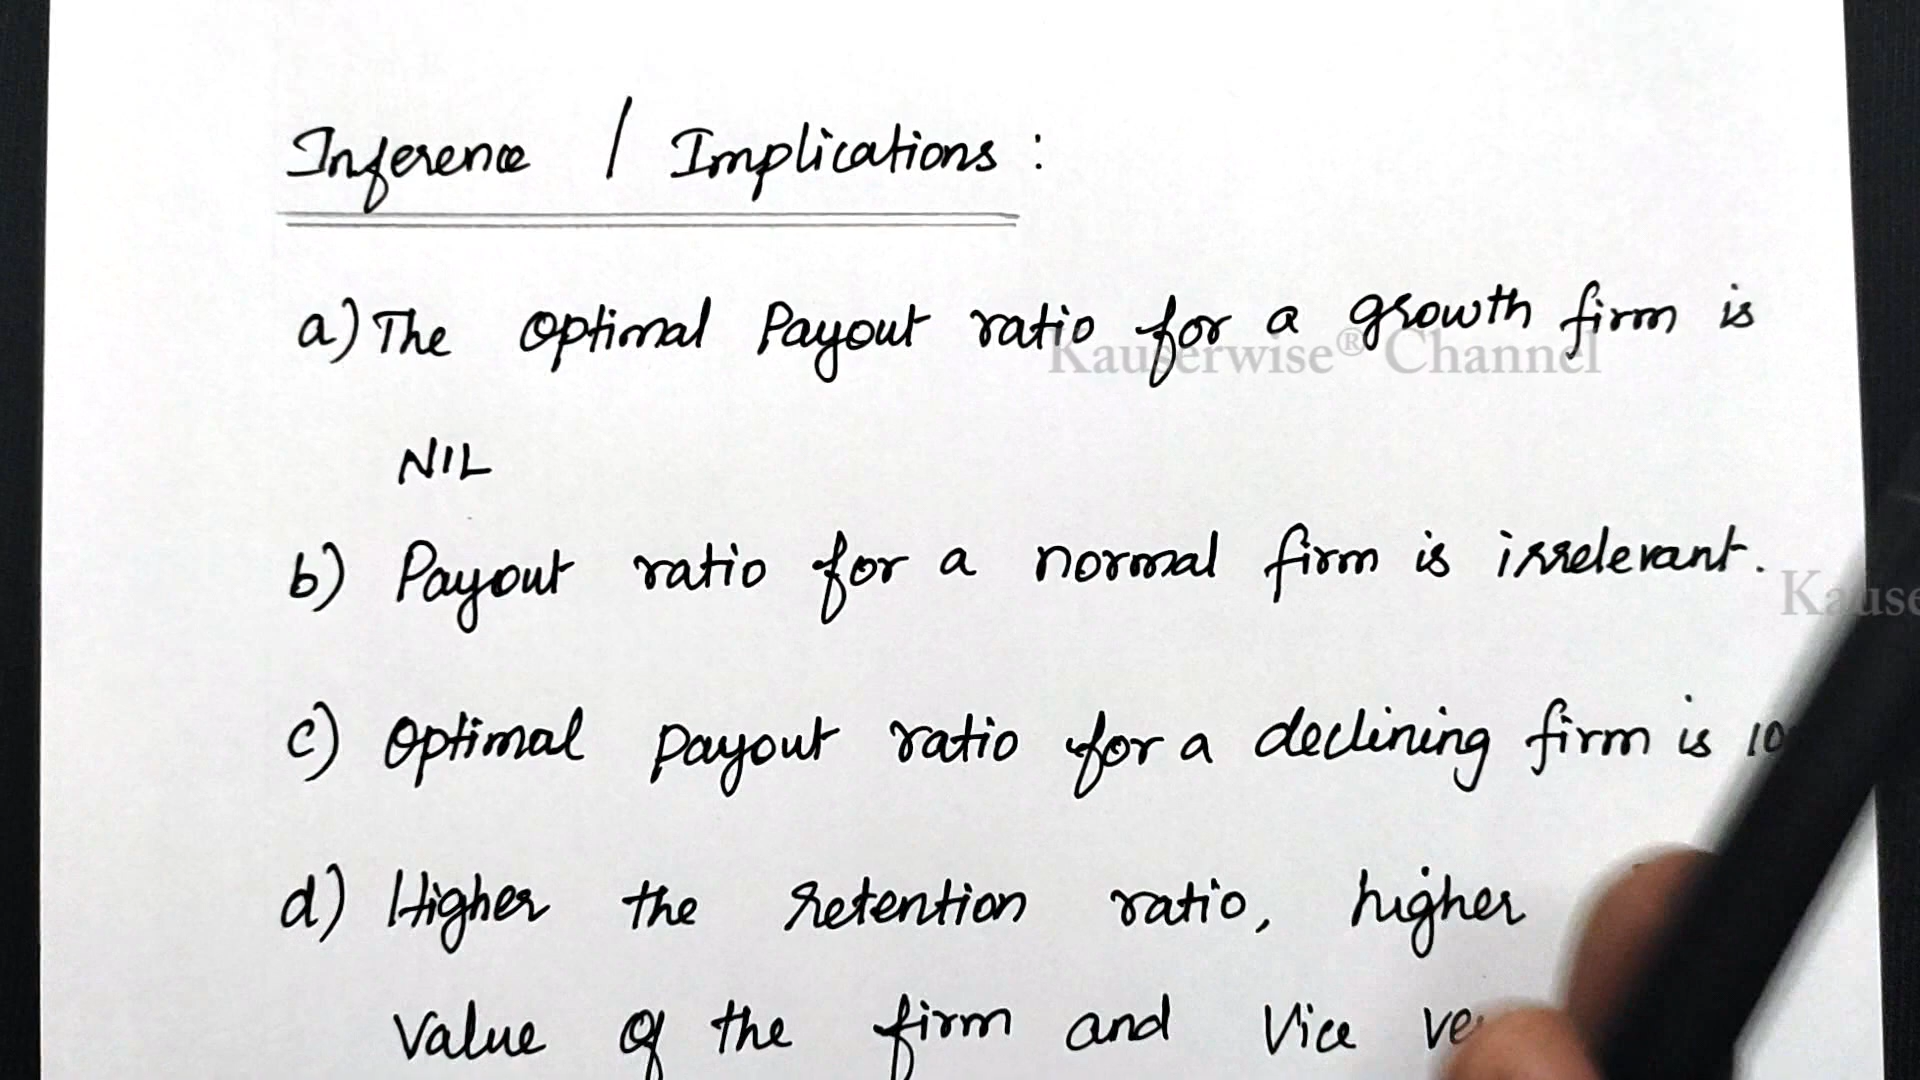 Inference / Implications :
a) The optimal Payout ratio for a growth firm is
Kauserwise® Channel
NIL
b) Payout ratio for a normal firm is irrelevant.
c) Optimal payout ratio for a declining firm is
d) Higher the retention ratio, higher
Value of the firm and Vice